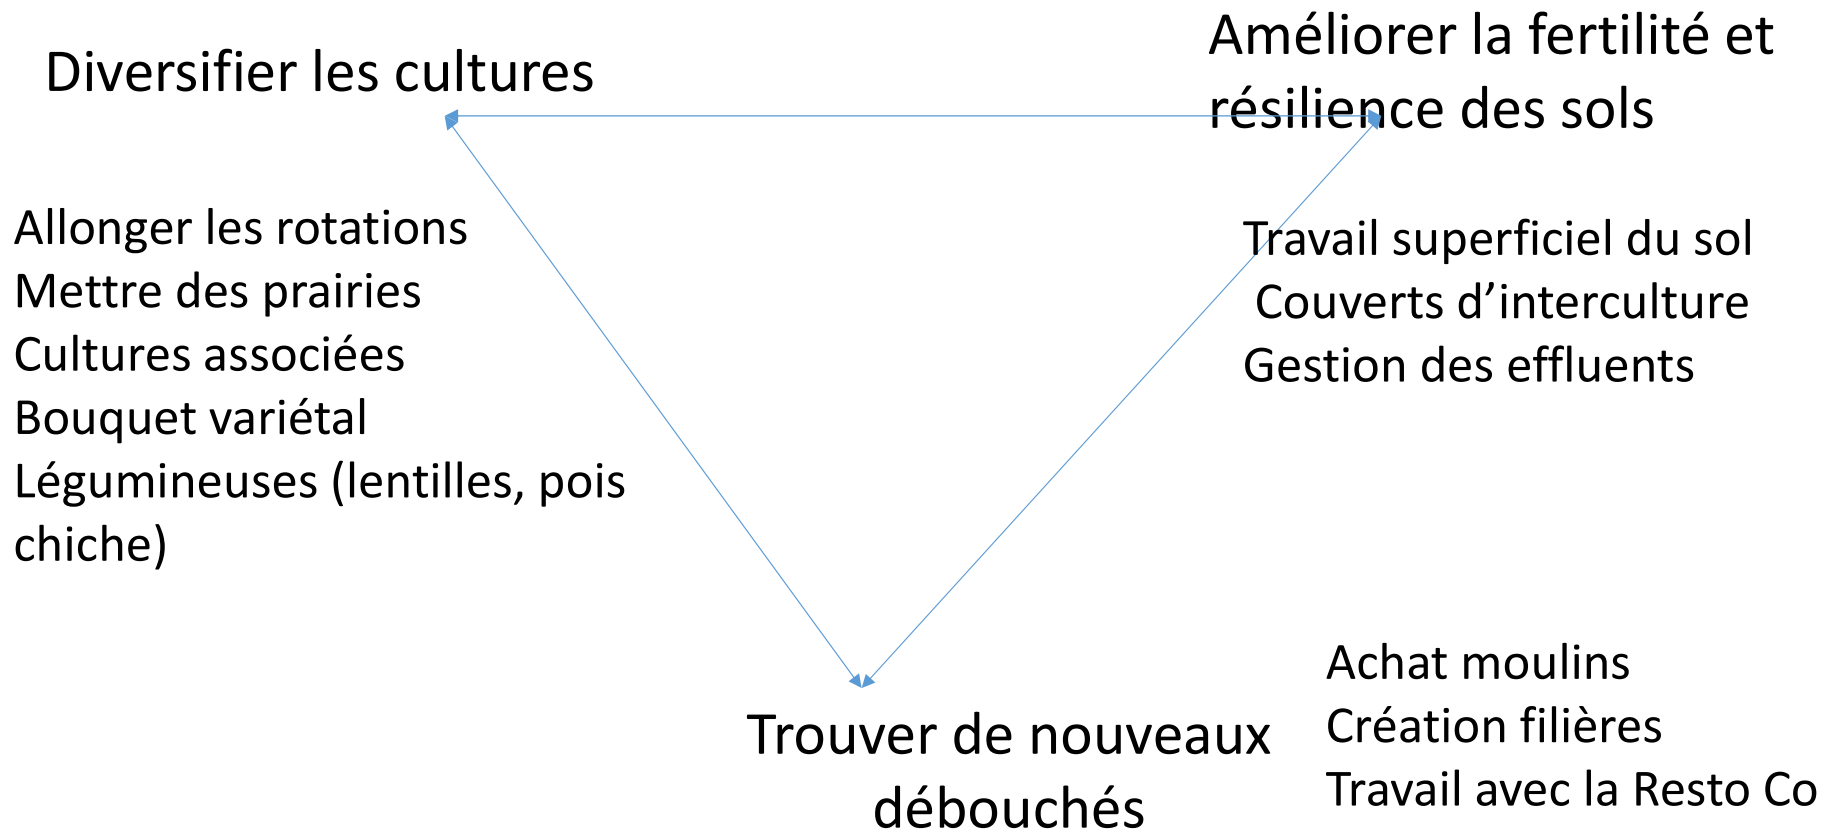 Diversifier les cultures
Améliorer la fertilité et
résilience des sols
Allonger les rotations
Mettre des prairies
Cultures associées
Bouquet variétal
Légumineuses (lentilles, pois
chiche)
Travail superficiel du sol
Couverts d’interculture
Gestion des effluents
Trouver de nouveaux
débouchés
Achat moulins
Création filières
Travail avec la Resto Co